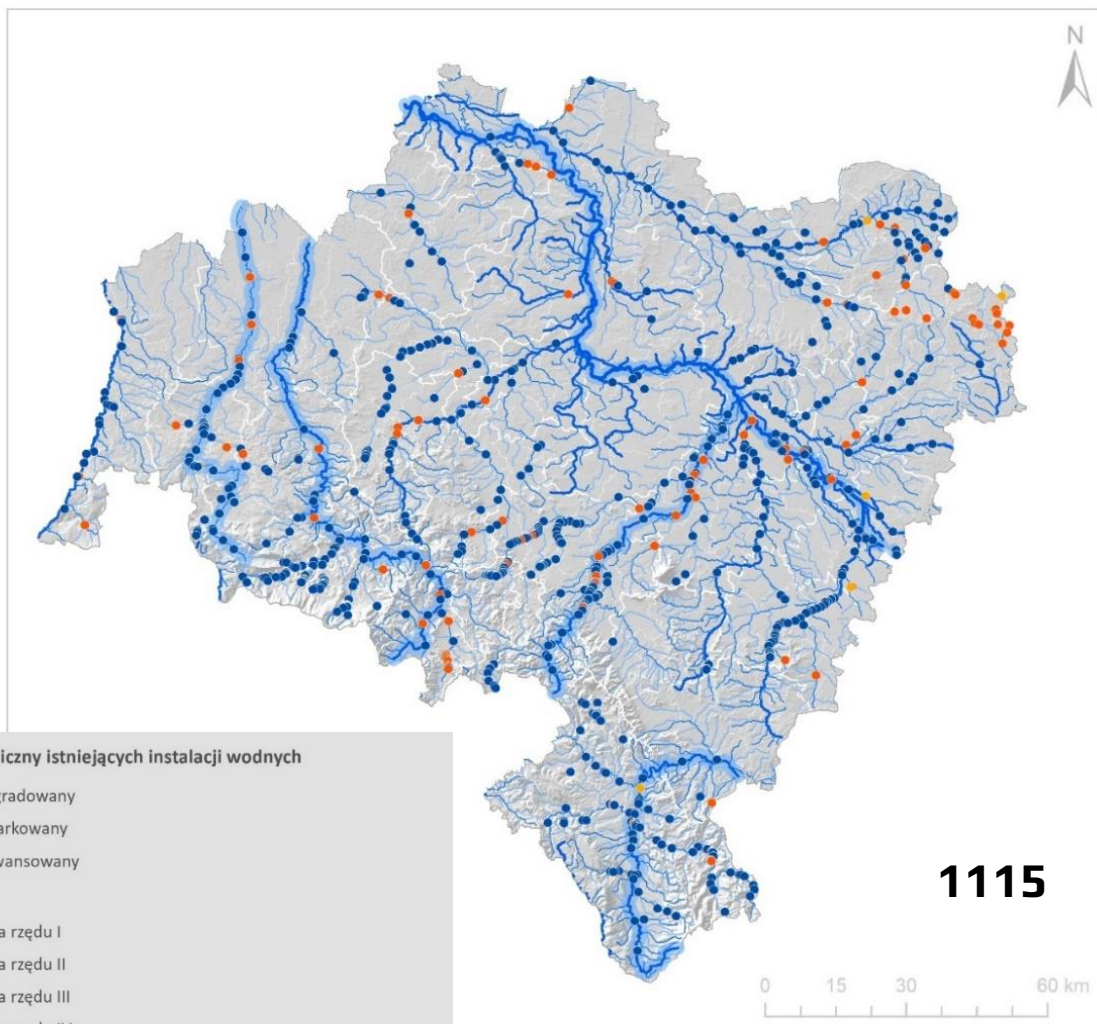 N
iczny istniejących instalacji wodnych
gradowany
arkowany
wansowany
a rzędu I
a rzędu II
a rzędu III
1115
0 15 30 60 km